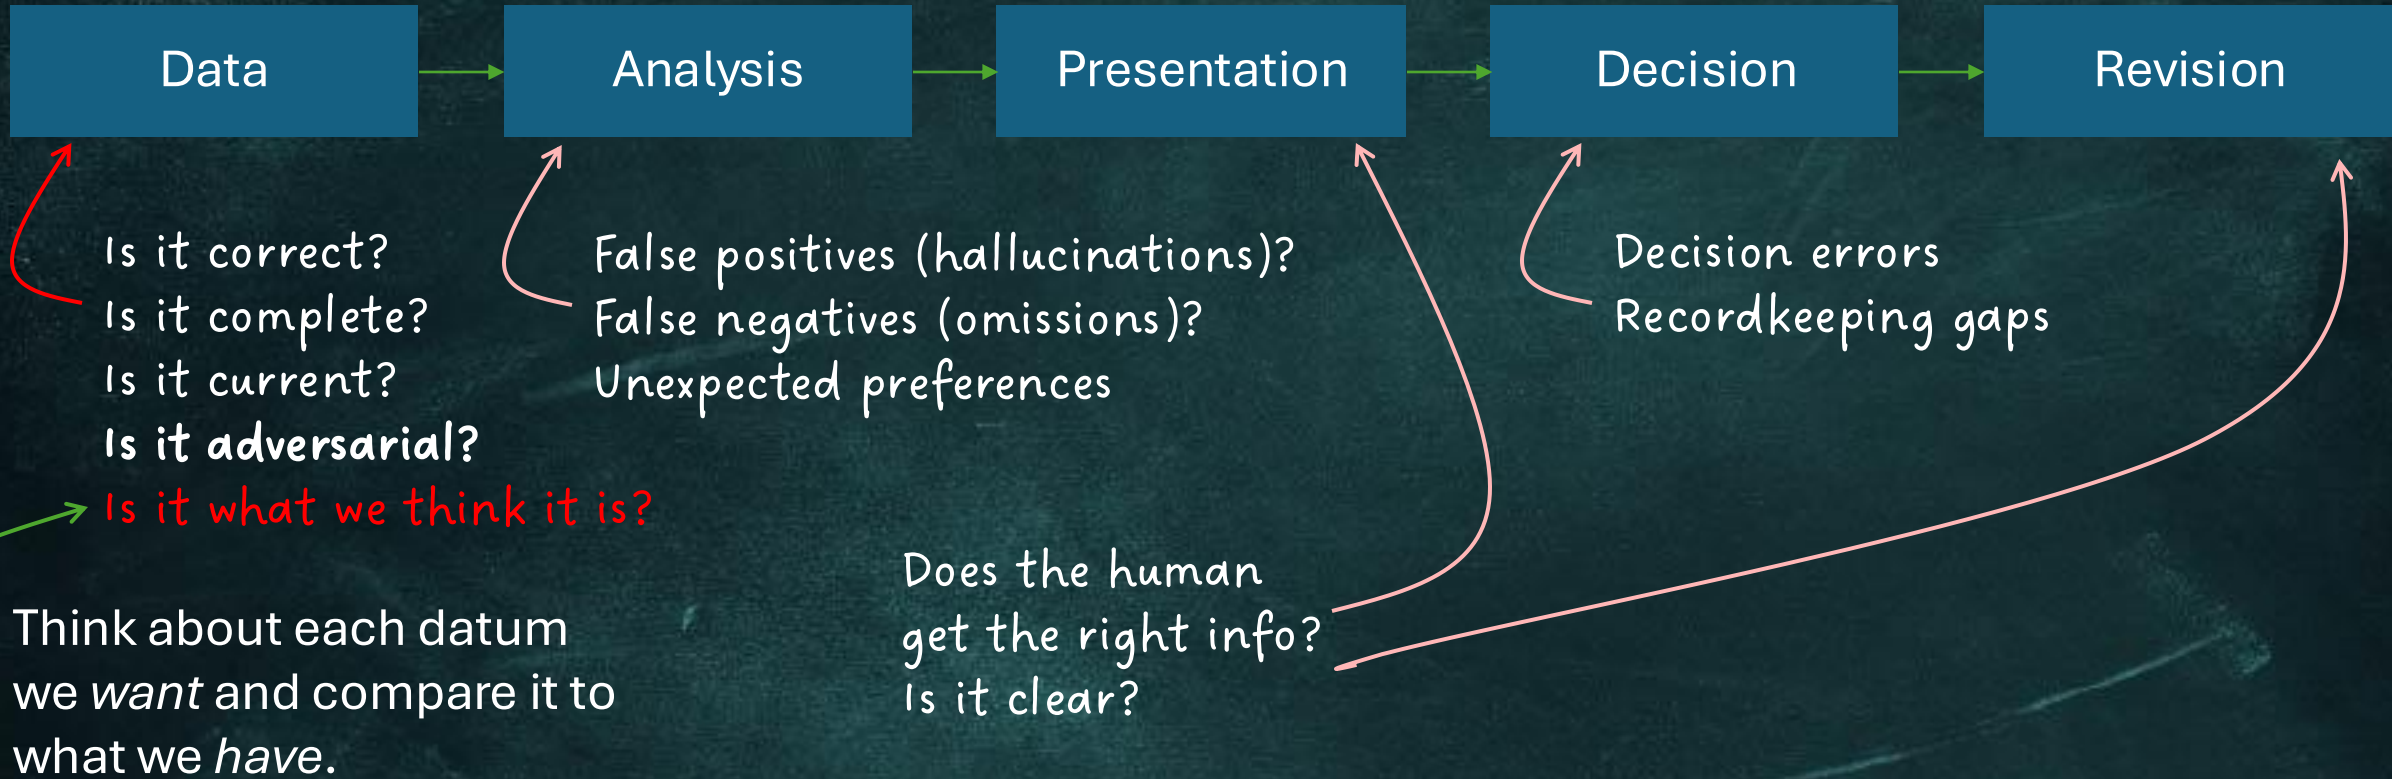 Data
Analysis
Presentation
Decision
Revision
Is it correct?
Is it complete?
Is it current?
Is it adversarial?
Is it what we think it is?
False positives (hallucinations)?
False negatives (omissions)?
Unexpected preferences
Decision errors
Recordkeeping gaps
Does the human
get the right info?
Is it clear?
Think about each datum
we want and compare it to
what we have.